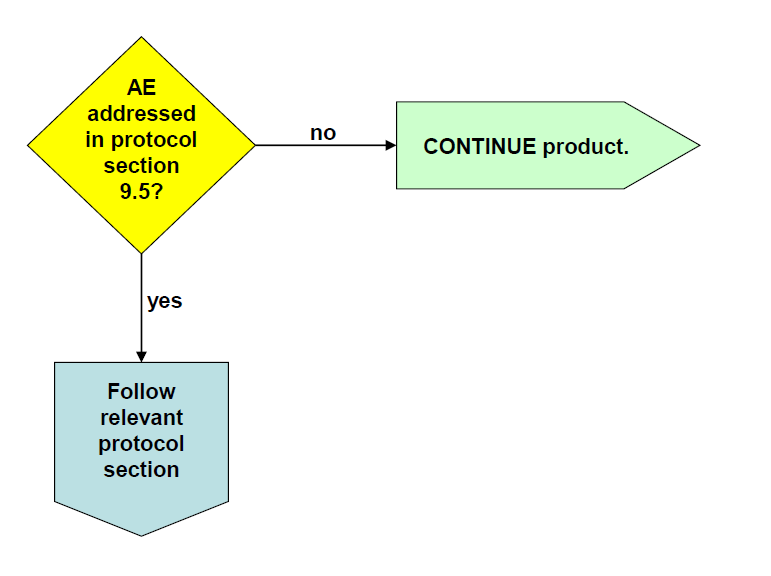 AE
addressed
in protocol
section
9.5?
no
CONTINUE product.
yes
Follow
relevant
protocol
section